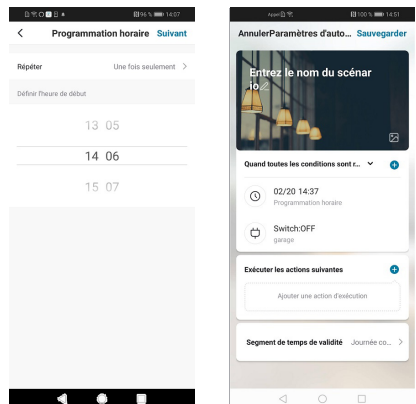 96 % 14:07
Programmation horaire Suivant
Répéter Une fois seulement
Définir l'heure de début
13 05
14 06
15 07
Appel 100 % 14:51
Annuler Paramètres d'auto... Sauvegarder
Entrez le nom du scénar
io
Quand toutes les conditions sont r...
02/20 14:37
Programmation horaire
Switch:OFF
garage
Exécuter les actions suivantes
Ajouter une action d'exécution
Segment de temps de validité Journée co...